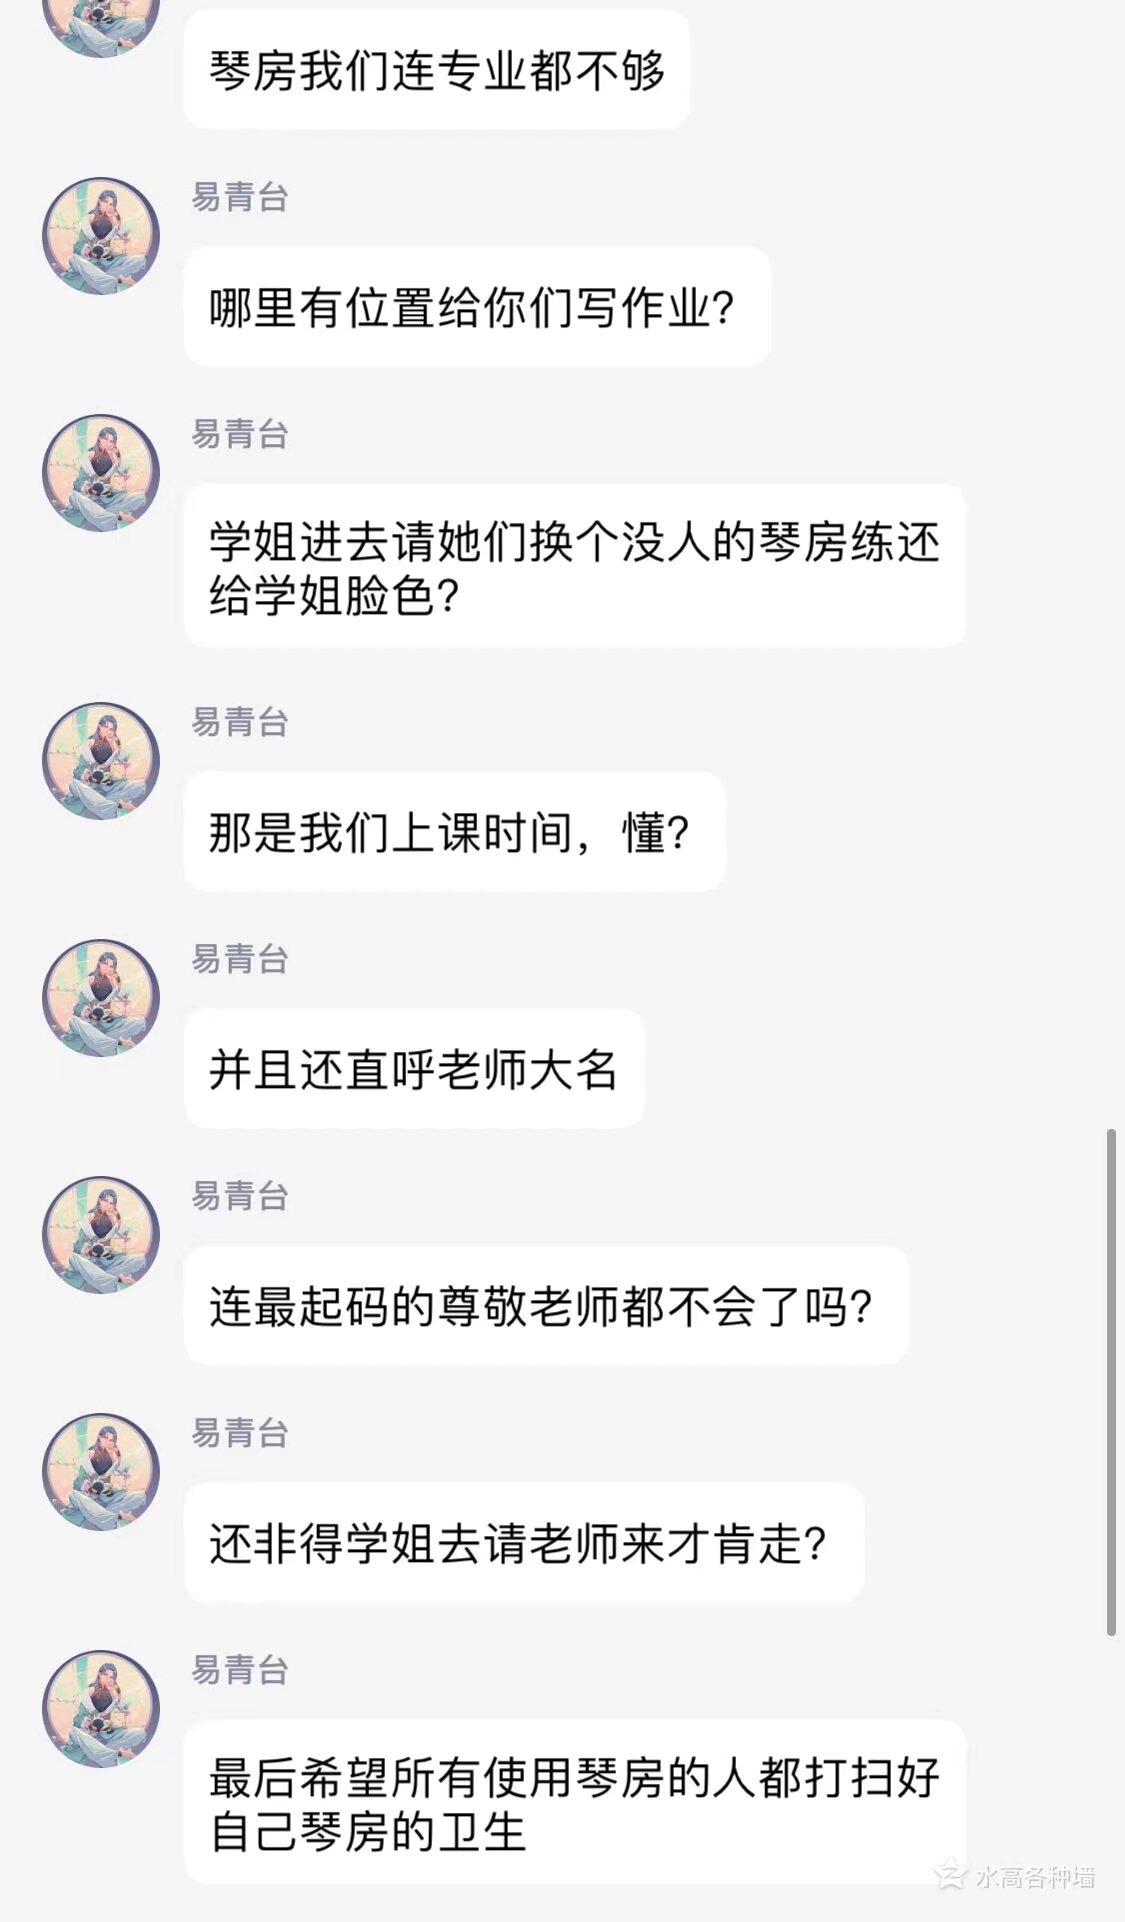 琴房我们连专业都不够
易青台
哪里有位置给你们写作业?
易青台
学姐进去请她们换个没人的琴房练还
给学姐脸色?
易青台
那是我们上课时间，懂?
易青台
并且还直呼老师大名
易青台
连最起码的尊敬老师都不会了吗?
易青台
还非得学姐去请老师来才肯走?
易青台
最后希望所有使用琴房的人都打扫好
自己琴房的卫生
水高各种墙